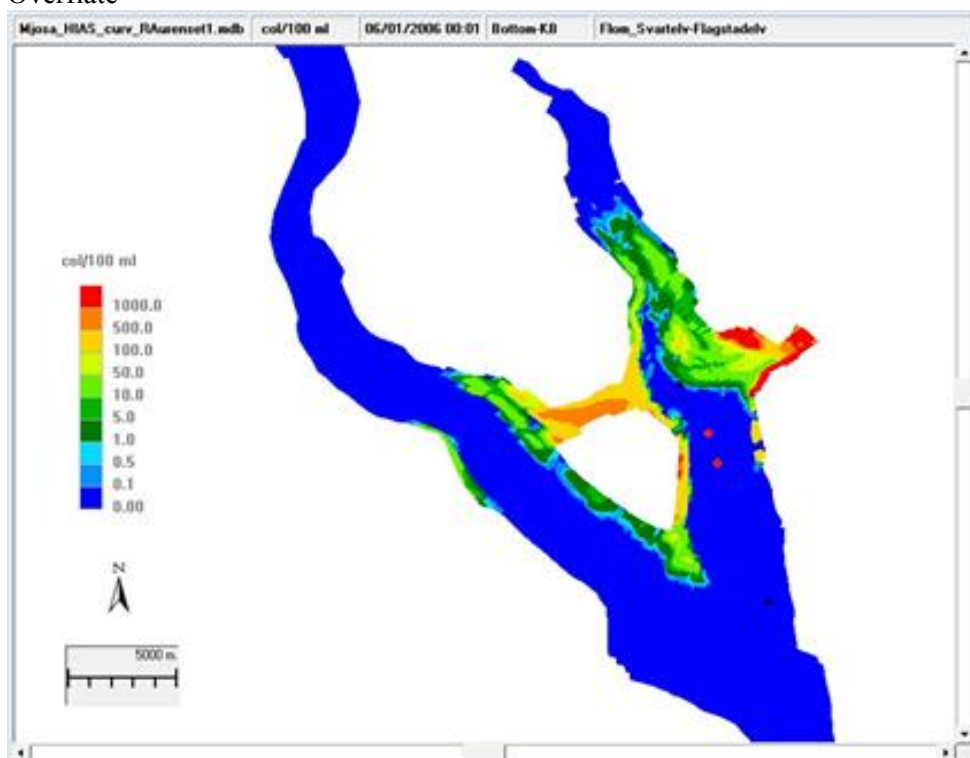 Overflate
Mjosa_HIAS_curv_RAurenset1.mdb col/100 ml 06/01/2006 00:01 Bottom-KB Flom_Svartelv-Flagstadelv
col/100 ml
1000.0
500.0
100.0
50.0
10.0
5.0
1.0
0.5
0.1
0.00
N
5000 m.